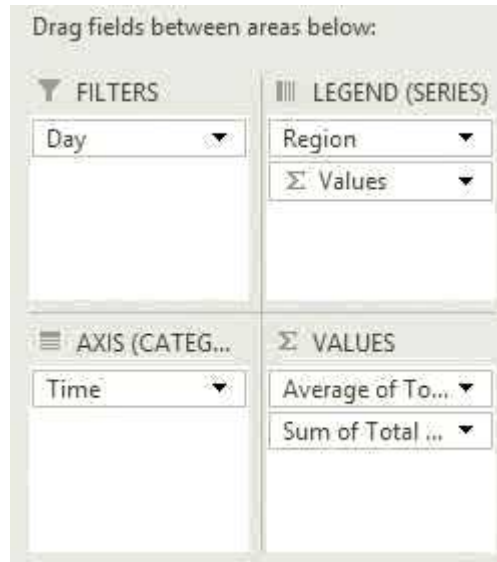 Drag fields between areas below:
FILTERS
Day
LEGEND (SERIES)
Region
Σ Values
AXIS (CATEG...
Time
Σ VALUES
Average of To...
Sum of Total ...